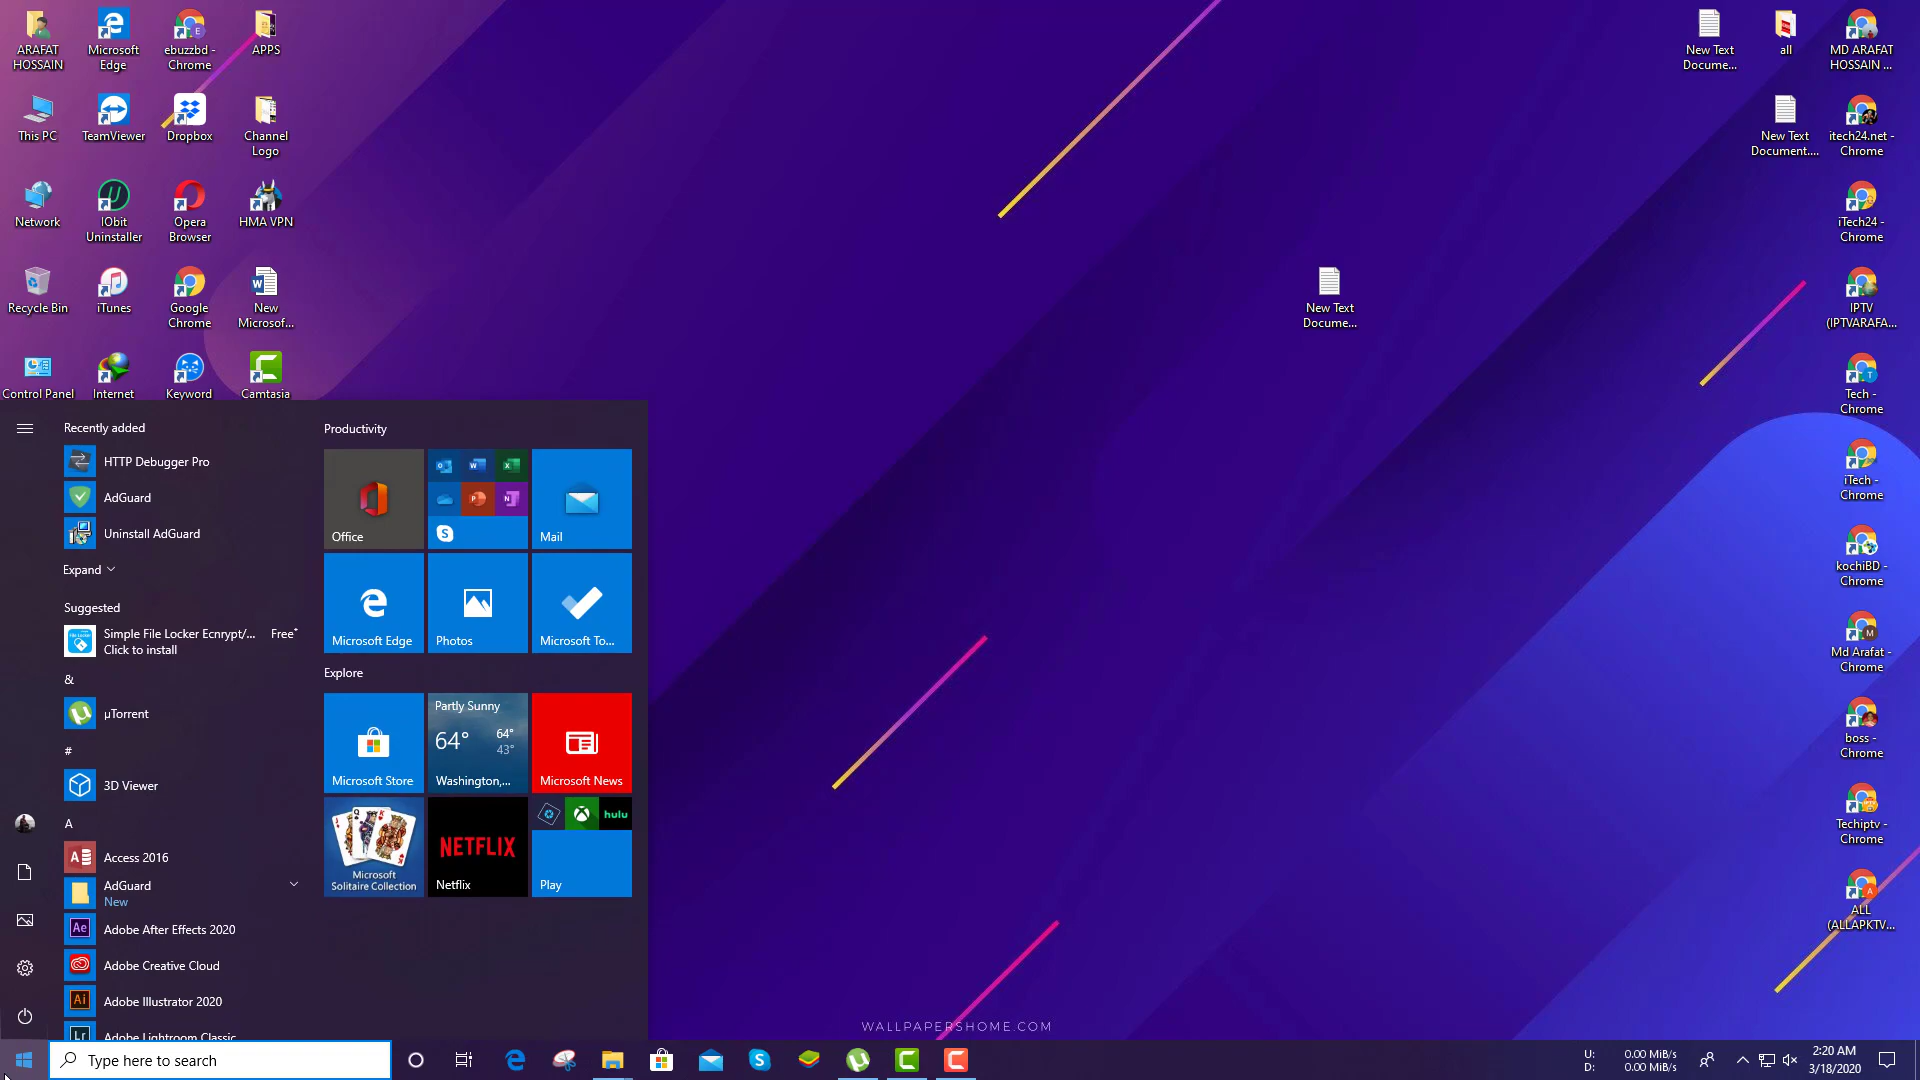 ARAFAT
HOSSAIN
Microsoft
Edge
ebuzzbd -
Chrome
APPS
New Text
Docume...
all
MD ARAFAT
HOSSAIN ...
This PC
TeamViewer
Dropbox
Channel
Logo
New Text
Document....
itech24.net -
Chrome
Network
IObit
Uninstaller
Opera
Browser
HMA VPN
iTech24 -
Chrome
Recycle Bin
iTunes
Google
Chrome
New
Microsof...
New Text
Docume...
IPTV
(IPTVARAFA...
Control Panel
Internet
Keyword
Camtasia
Tech -
Chrome
iTech -
Chrome
kochiBD -
Chrome
Md Arafat -
Chrome
boss -
Chrome
Techiptv -
Chrome
ALL
(ALLAPKTV...
Recently added
HTTP Debugger Pro
AdGuard
Uninstall AdGuard
Expand
Suggested
Simple File Locker Ecnrypt/... Free*
Click to install
&
µTorrent
#
3D Viewer
A
Access 2016
AdGuard
New
Adobe After Effects 2020
Adobe Creative Cloud
Adobe Illustrator 2020
Adobe Lightroom Classic
Productivity
Office
Mail
Microsoft Edge
Photos
Microsoft To...
Explore
Microsoft Store
Partly Sunny
64° 64°
43°
Washington,...
Microsoft News
Microsoft
Solitaire Collection
NETFLIX
Netflix
hulu
Play
WALLPAPERSHOME.COM
Type here to search
U: 0.00 MiB/s
D: 0.00 MiB/s
2:20 AM
3/18/2020